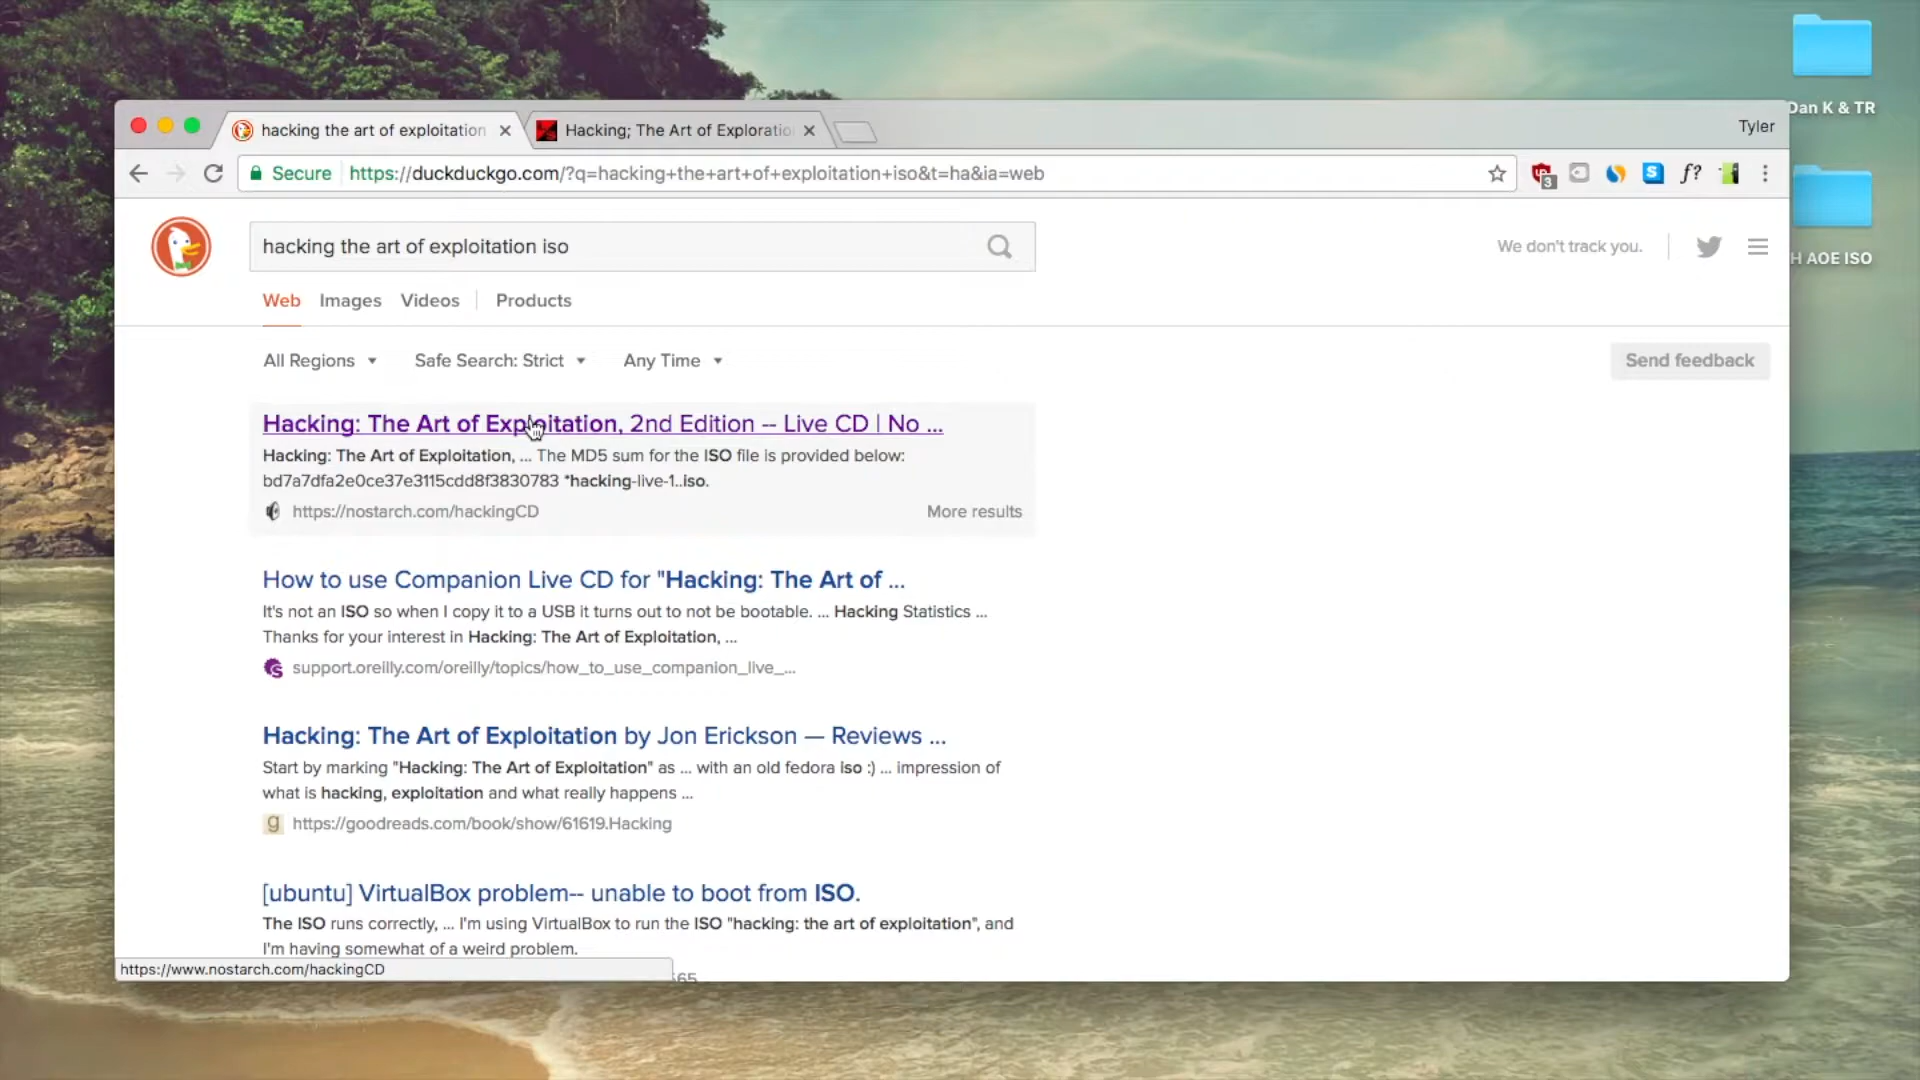 Dan K & TR
hacking the art of exploitation
Hacking; The Art of Exploratio
Tyler
Secure https://duckduckgo.com/?q=hacking+the+art+of+exploitation+iso&t=ha&ia=web
3
S
f?
hacking the art of exploitation iso
We don't track you.
H AOE ISO
Web Images Videos Products
All Regions Safe Search: Strict Any Time
Send feedback
Hacking: The Art of Exploitation, 2nd Edition -- Live CD | No ...
Hacking: The Art of Exploitation, ... The MD5 sum for the ISO file is provided below:
bd7a7dfa2e0ce37e3115cdd8f3830783 *hacking-live-1..iso.
https://nostarch.com/hackingCD More results
How to use Companion Live CD for "Hacking: The Art of ...
It's not an ISO so when I copy it to a USB it turns out to not be bootable. ... Hacking Statistics ...
Thanks for your interest in Hacking: The Art of Exploitation, ...
support.oreilly.com/oreilly/topics/how_to_use_companion_live_...
Hacking: The Art of Exploitation by Jon Erickson — Reviews ...
Start by marking "Hacking: The Art of Exploitation" as ... with an old fedora iso :) ... impression of
what is hacking, exploitation and what really happens ...
g https://goodreads.com/book/show/61619.Hacking
[ubuntu] VirtualBox problem-- unable to boot from ISO.
The ISO runs correctly, ... I'm using VirtualBox to run the ISO "hacking: the art of exploitation", and
I'm having somewhat of a weird problem.
https://www.nostarch.com/hackingCD